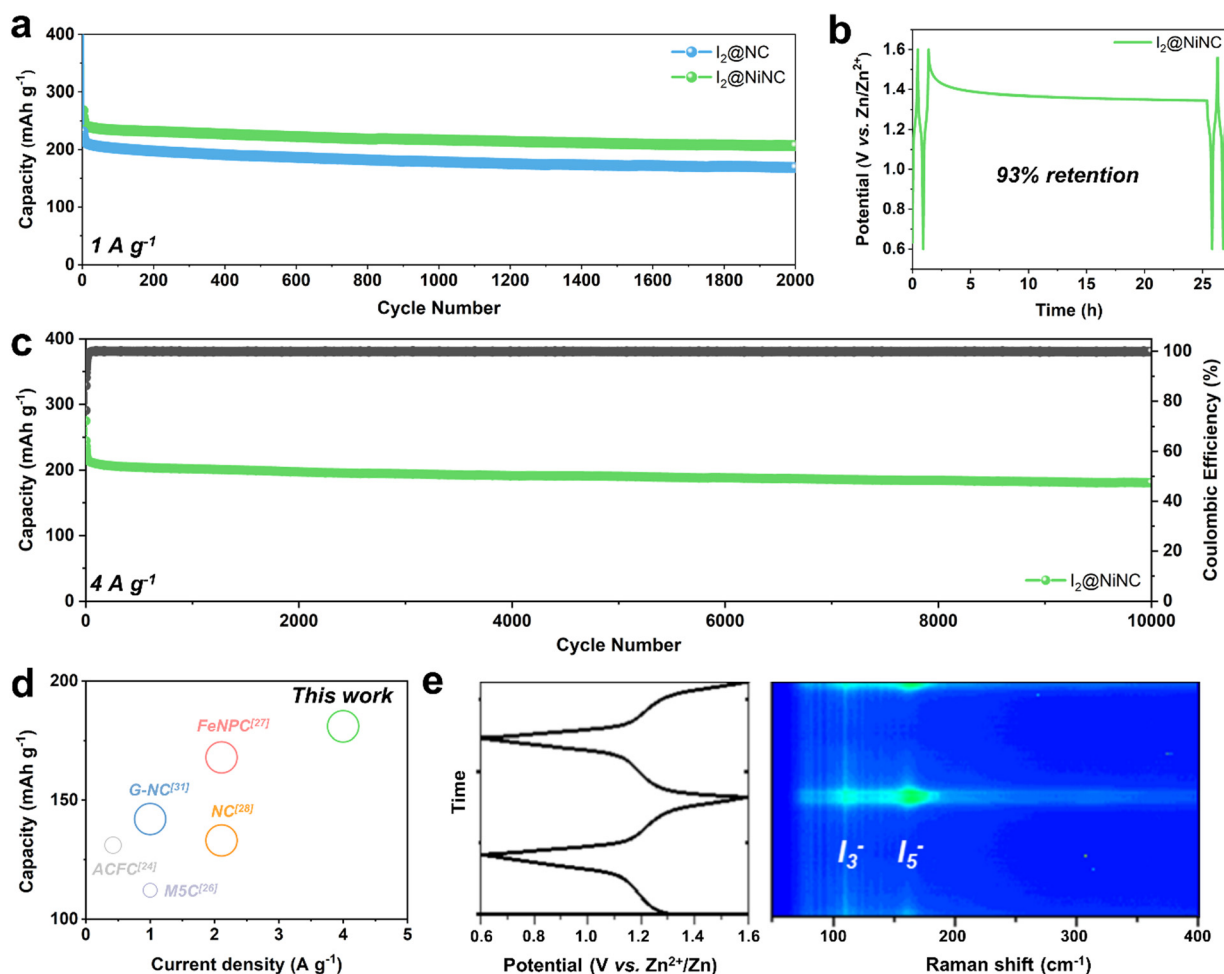 a
400
300
200
100
0
Capacity (mAh g⁻¹)
I₂@NC
I₂@NiNC
1 A g⁻¹
200 400 600 800 1000 1200 1400 1600 1800 2000
Cycle Number
b
1.6
1.4
1.2
1.0
0.8
0.6
Potential (V vs. Zn/Zn²⁺)
I₂@NiNC
93% retention
0 5 10 15 20 25
Time (h)
c
400
300
200
100
0
Capacity (mAh g⁻¹)
100
80
60
40
20
0
Coulombic Efficiency (%)
4 A g⁻¹
I₂@NiNC
0 2000 4000 6000 8000 10000
Cycle Number
d
200
150
100
Capacity (mAh g⁻¹)
This work
FeNPC[27]
G-NC[31]
NC[28]
ACFC[24]
M5C[26]
0 1 2 3 4 5
Current density (A g⁻¹)
e
Time
0.6 0.8 1.0 1.2 1.4 1.6
Potential (V vs. Zn²⁺/Zn)
I₃⁻ I₅⁻
100 200 300 400
Raman shift (cm⁻¹)